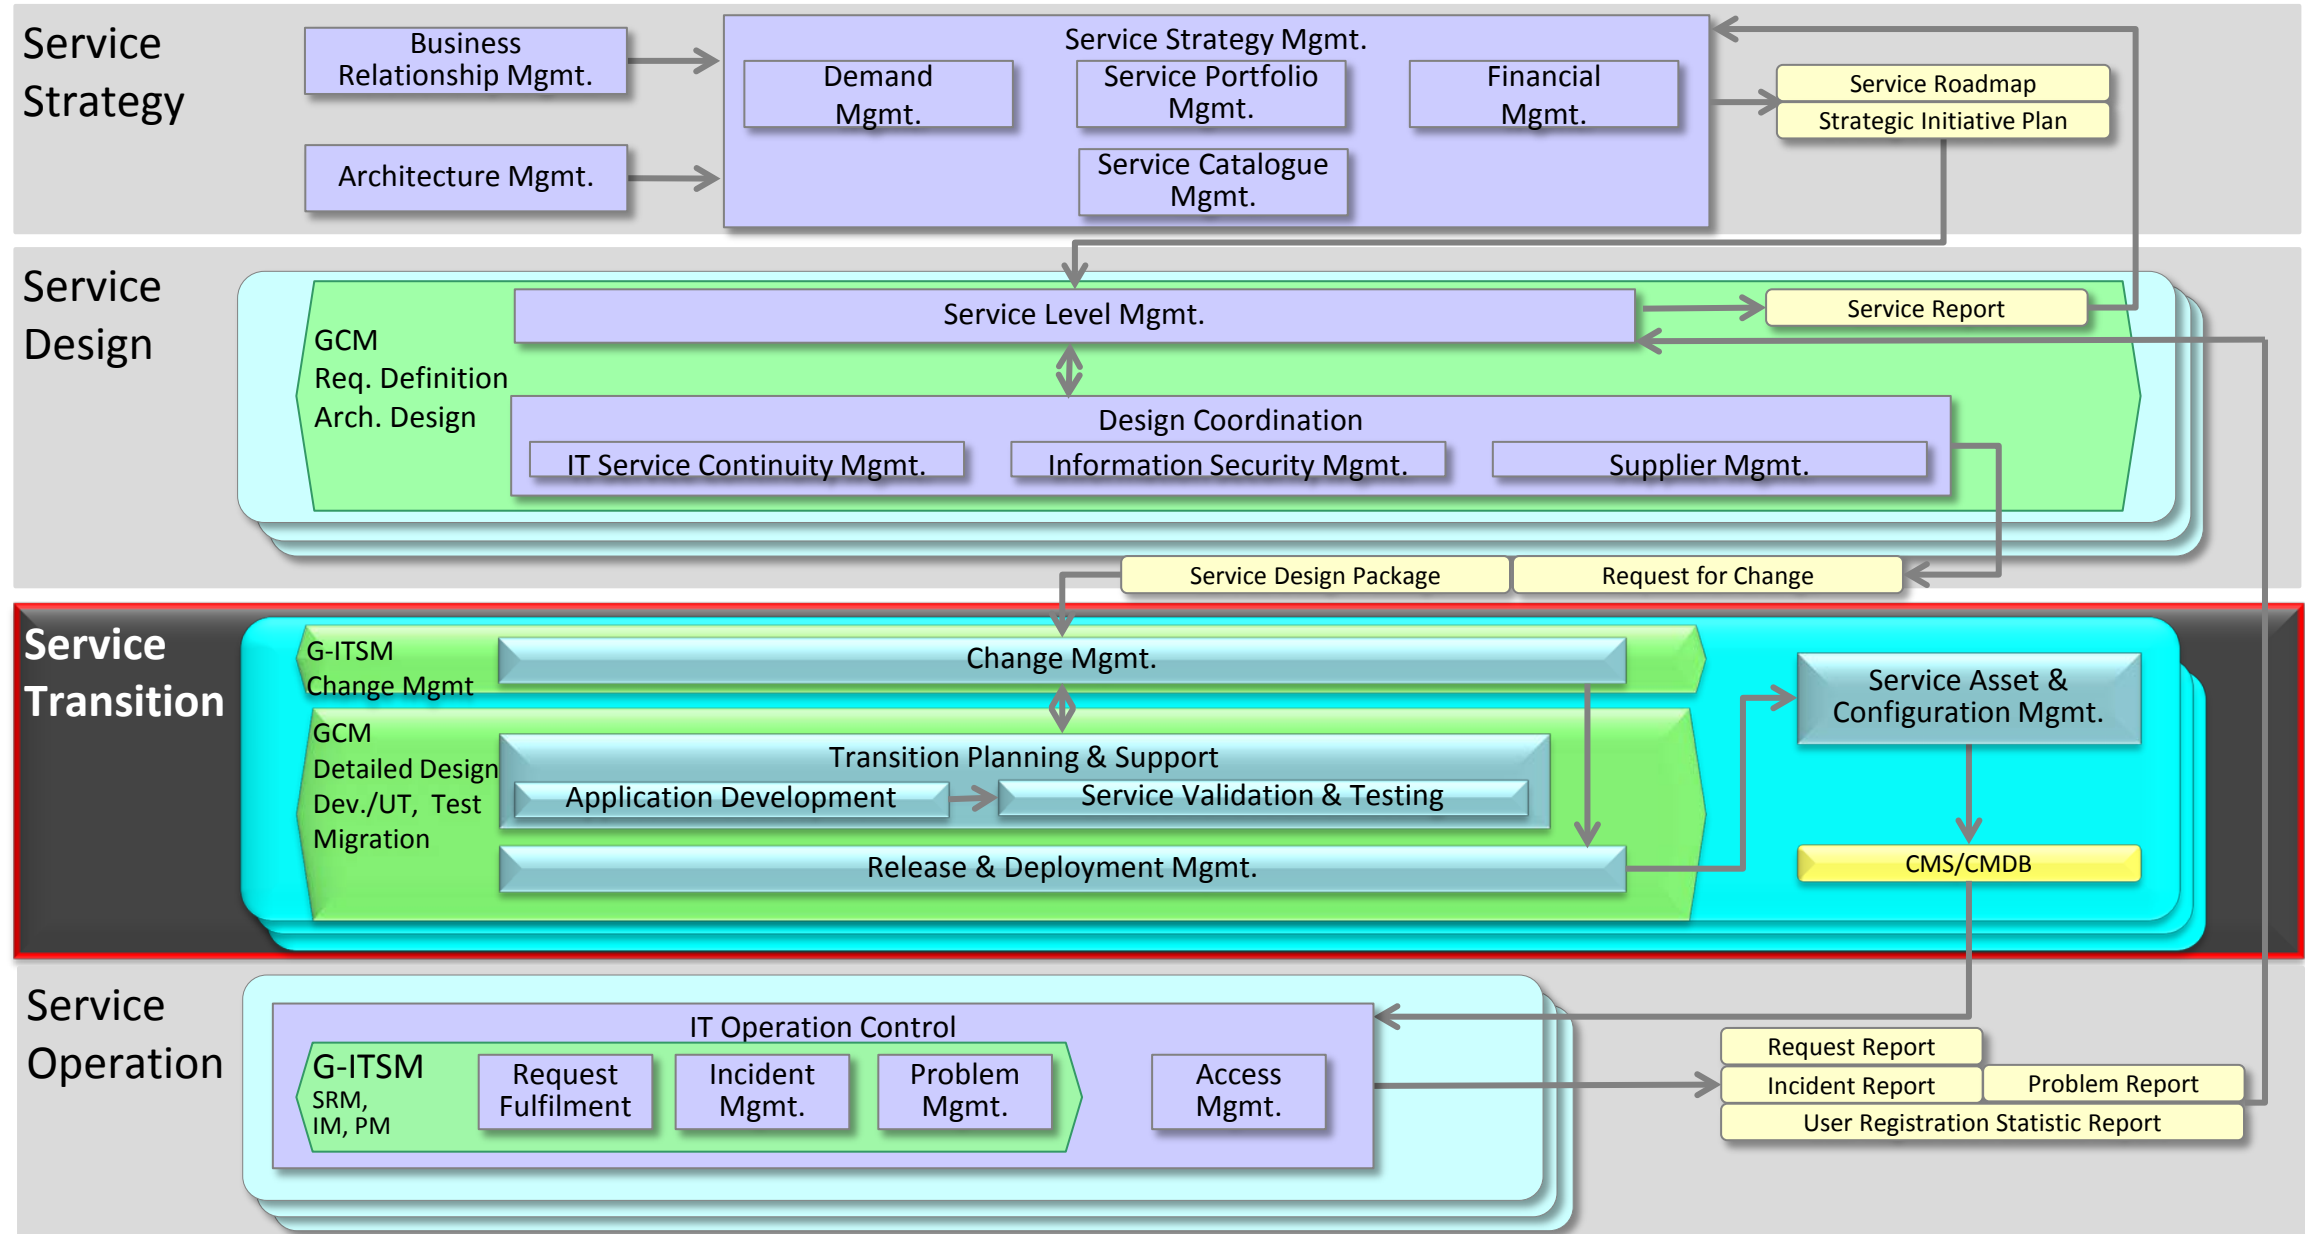 Service
Strategy
Business
Relationship Mgmt.
Architecture Mgmt.
Service Strategy Mgmt.
Demand
Mgmt.
Service Portfolio
Mgmt.
Financial
Mgmt.
Service Catalogue
Mgmt.
Service Roadmap
Strategic Initiative Plan
Service
Design
GCM
Req. Definition
Arch. Design
Service Level Mgmt.
Service Report
Design Coordination
IT Service Continuity Mgmt.
Information Security Mgmt.
Supplier Mgmt.
Service Design Package
Request for Change
Service
Transition
G-ITSM
Change Mgmt
Change Mgmt.
GCM
Detailed Design
Dev./UT, Test
Migration
Transition Planning & Support
Application Development
Service Validation & Testing
Release & Deployment Mgmt.
Service Asset &
Configuration Mgmt.
CMS/CMDB
Service
Operation
IT Operation Control
G-ITSM
SRM,
IM, PM
Request
Fulfilment
Incident
Mgmt.
Problem
Mgmt.
Access
Mgmt.
Request Report
Incident Report
Problem Report
User Registration Statistic Report